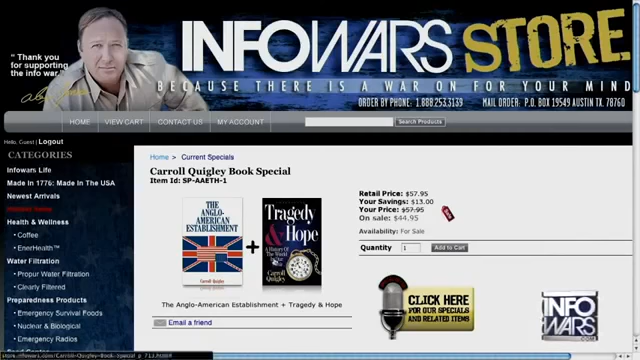 INFOWARS STORE
" Thank you
for supporting
the info war."
BECAUSE THERE IS A WAR ON FOR YOUR MIND
ORDER BY PHONE: 1.888.253.3139 MAIL ORDER: P.O. BOX 19549 AUSTIN TX. 78760
HOME VIEW CART CONTACT US MY ACCOUNT
Search Products
Hello, Guest | Logout
CATEGORIES
Infowars Life
Made in 1776: Made In The USA
Newest Arrivals
Health & Wellness
Coffee
EnerHealth™
Water Filtration
Propur Water Filtration
Clearly Filtered
Preparedness Products
Emergency Survival Foods
Nuclear & Biological
Emergency Radios
Home > Current Specials
Carroll Quigley Book Special
Item Id: SP-AAETH-1
THE
ANGLO-
AMERICAN
ESTABLISHMENT
Carroll Quigley
+
Tragedy
& Hope
A History Of The World
In Our Time
Carroll
Quigley
The Anglo-American Establishment + Tragedy & Hope
Email a friend
Retail Price: $57.95
Your Savings: $13.00
Your Price: $57.95
On sale: $44.95
Availability: For Sale
Quantity 1 Add to Cart
CLICK HERE
FOR OUR SPECIALS
AND RELATED ITEMS
INFO
WARS
.COM